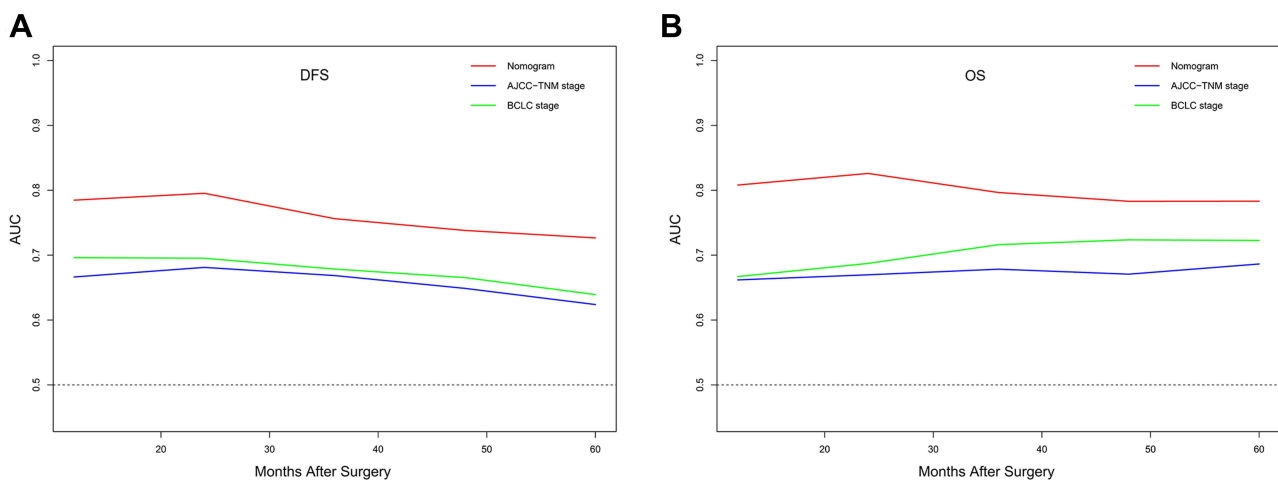 A
DFS
Nomogram
AJCC-TNM stage
BCLC stage
1.0
0.9
0.8
0.7
0.6
0.5
AUC
20 30 40 50 60
Months After Surgery
B
OS
Nomogram
AJCC-TNM stage
BCLC stage
1.0
0.9
0.8
0.7
0.6
0.5
AUC
20 30 40 50 60
Months After Surgery